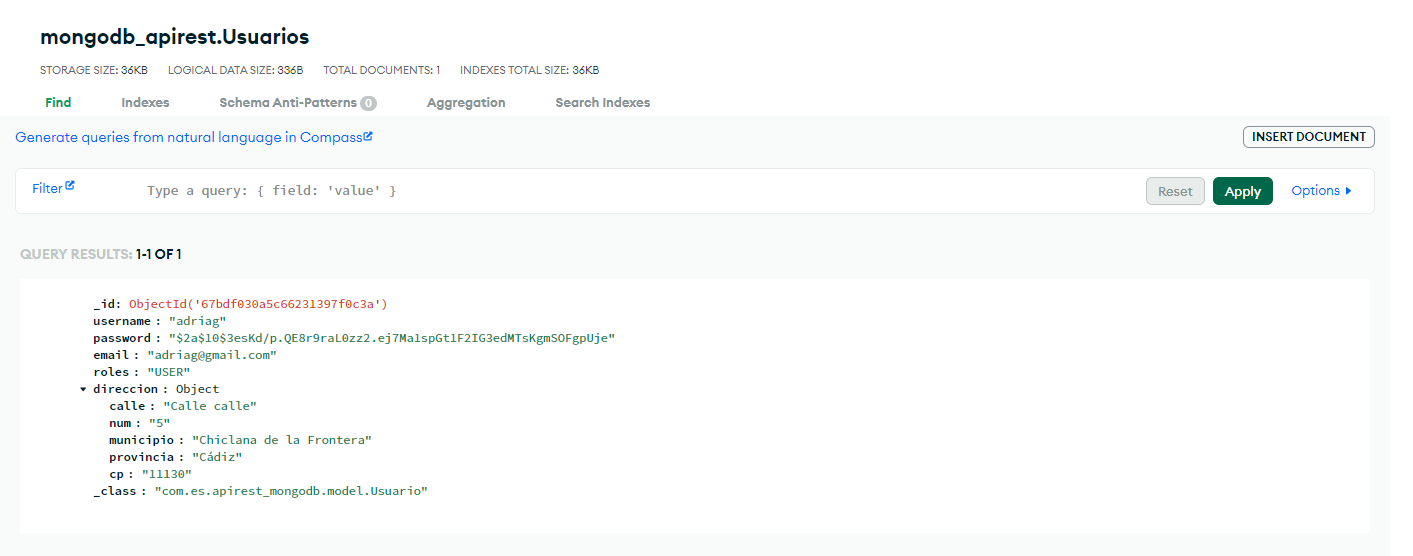 mongodb_apirest.Usuarios
STORAGE SIZE: 36KB LOGICAL DATA SIZE: 336B TOTAL DOCUMENTS: 1 INDEXES TOTAL SIZE: 36KB
Find Indexes Schema Anti-Patterns 0 Aggregation Search Indexes
Generate queries from natural language in Compass
INSERT DOCUMENT
Filter Type a query: { field: 'value' } Reset Apply Options
QUERY RESULTS: 1-1 OF 1
_id: ObjectId('67bdf030a5c66231397f0c3a')
username : "adriag"
password : "$2a$10$3esKd/p.QE8r9raL0zz2.ej7Ma1spGt1F2IG3edMTsKgmSOFgpUje"
email : "adriag@gmail.com"
roles : "USER"
direccion : Object
calle : "Calle calle"
num : "5"
municipio : "Chiclana de la Frontera"
provincia : "Cádiz"
cp : "11130"
_class : "com.es.apirest_mongodb.model.Usuario"